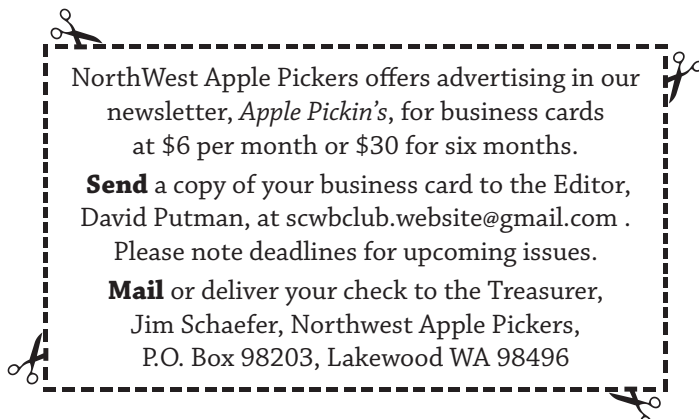 NorthWest Apple Pickers offers advertising in our
newsletter, Apple Pickin's, for business cards
at $6 per month or $30 for six months.
Send a copy of your business card to the Editor,
David Putman, at scwbclub.website@gmail.com .
Please note deadlines for upcoming issues.
Mail or deliver your check to the Treasurer,
Jim Schaefer, Northwest Apple Pickers,
P.O. Box 98203, Lakewood WA 98496